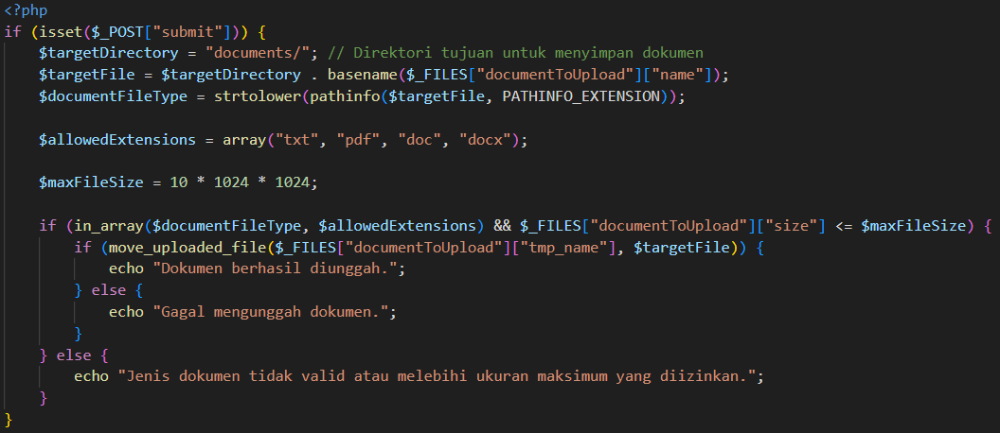 <?php
if (isset($_POST["submit"])) {
    $targetDirectory = "documents/"; // Direktori tujuan untuk menyimpan dokumen
    $targetFile = $targetDirectory . basename($_FILES["documentToUpload"]["name"]);
    $documentFileType = strtolower(pathinfo($targetFile, PATHINFO_EXTENSION));

    $allowedExtensions = array("txt", "pdf", "doc", "docx");

    $maxFileSize = 10 * 1024 * 1024;

    if (in_array($documentFileType, $allowedExtensions) && $_FILES["documentToUpload"]["size"] <= $maxFileSize) {
        if (move_uploaded_file($_FILES["documentToUpload"]["tmp_name"], $targetFile)) {
            echo "Dokumen berhasil diunggah.";
        } else {
            echo "Gagal mengunggah dokumen.";
        }
    } else {
        echo "Jenis dokumen tidak valid atau melebihi ukuran maksimum yang diizinkan.";
    }
}